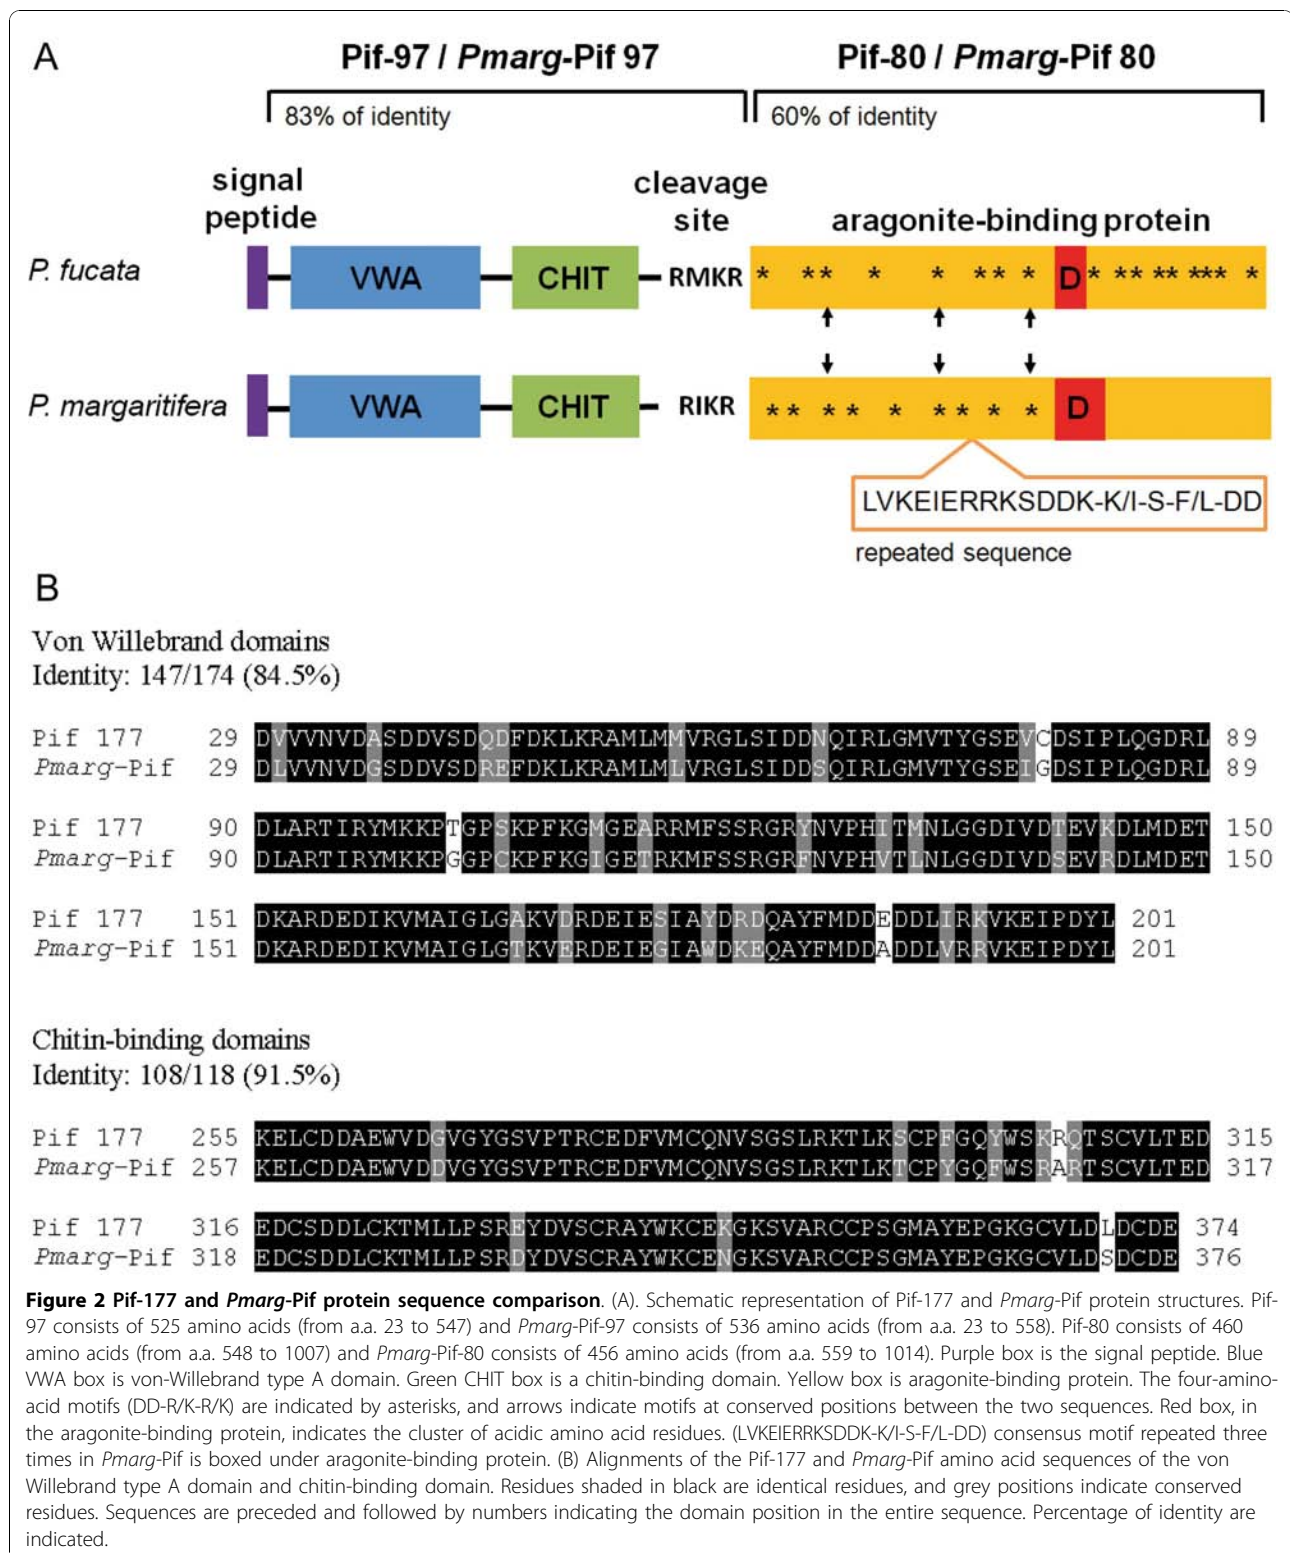 A
Pif-97 / Pmarg-Pif 97
Pif-80 / Pmarg-Pif 80
83% of identity
60% of identity
signal peptide
cleavage site
aragonite-binding protein
P. fucata
VWA
CHIT
RMKR
* ** * * ** * D * ** ** *** *
P. margaritifera
VWA
CHIT
RIKR
** ** * ** * * D
LVKEIERRKSDDK-K/I-S-F/L-DD
repeated sequence
B
Von Willebrand domains
Identity: 147/174 (84.5%)
Pif 177 29 DVVVNVDASDDVSDQDFDKLKRAMLMMVRGLSIDDNQIRLGMVTYGSEVCDSIPLQGDRL 89
Pmarg-Pif 29 DLVVNVDGSDDVSDREFDKLKRAMLMLVRGLSIDDSQIRLGMVTYGSEIGDSIPLQGDRL 89
Pif 177 90 DLARTIRYMKKPTGPSKPFKGMGEARRMFSSRGRYNVPHITMNLGGDIVDTEVKDLMDET 150
Pmarg-Pif 90 DLARTIRYMKKPGGPCKPFKGIGETRKMFSSRGRFNVPHVTLNLGGDIVDSEVRDLMDET 150
Pif 177 151 DKARDEDIKVMAIGLGAKVDRDEIESIAYDRDQAYFMDDEDDLIRKVKEIPDYL 201
Pmarg-Pif 151 DKARDEDIKVMAIGLGTKVERDEIEGIAWDKEQAYFMDDADDLVRRVKEIPDYL 201
Chitin-binding domains
Identity: 108/118 (91.5%)
Pif 177 255 KELCDDAEWVDGVGYGSVPTRCEDFVMCQNVSGSLRKTLKSCPFGQYWSKRQTSCVLTED 315
Pmarg-Pif 257 KELCDDAEWVDDVGYGSVPTRCEDFVMCQNVSGSLRKTLKTCPYGQFWSRARTSCVLTED 317
Pif 177 316 EDCSDDLCKTMLLPSREYDVSCRAYWKCEKGKSVARCCPSGMAYEPGKGCVLDLDCDE 374
Pmarg-Pif 318 EDCSDDLCKTMLLPSRDYDVSCRAYWKCENGKSVARCCPSGMAYEPGKGCVLDSDCDE 376
Figure 2 Pif-177 and Pmarg-Pif protein sequence comparison. (A). Schematic representation of Pif-177 and Pmarg-Pif protein structures. Pif-
97 consists of 525 amino acids (from a.a. 23 to 547) and Pmarg-Pif-97 consists of 536 amino acids (from a.a. 23 to 558). Pif-80 consists of 460
amino acids (from a.a. 548 to 1007) and Pmarg-Pif-80 consists of 456 amino acids (from a.a. 559 to 1014). Purple box is the signal peptide. Blue
VWA box is von-Willebrand type A domain. Green CHIT box is a chitin-binding domain. Yellow box is aragonite-binding protein. The four-amino-
acid motifs (DD-R/K-R/K) are indicated by asterisks, and arrows indicate motifs at conserved positions between the two sequences. Red box, in
the aragonite-binding protein, indicates the cluster of acidic amino acid residues. (LVKEIERRKSDDK-K/I-S-F/L-DD) consensus motif repeated three
times in Pmarg-Pif is boxed under aragonite-binding protein. (B) Alignments of the Pif-177 and Pmarg-Pif amino acid sequences of the von
Willebrand type A domain and chitin-binding domain. Residues shaded in black are identical residues, and grey positions indicate conserved
residues. Sequences are preceded and followed by numbers indicating the domain position in the entire sequence. Percentage of identity are
indicated.